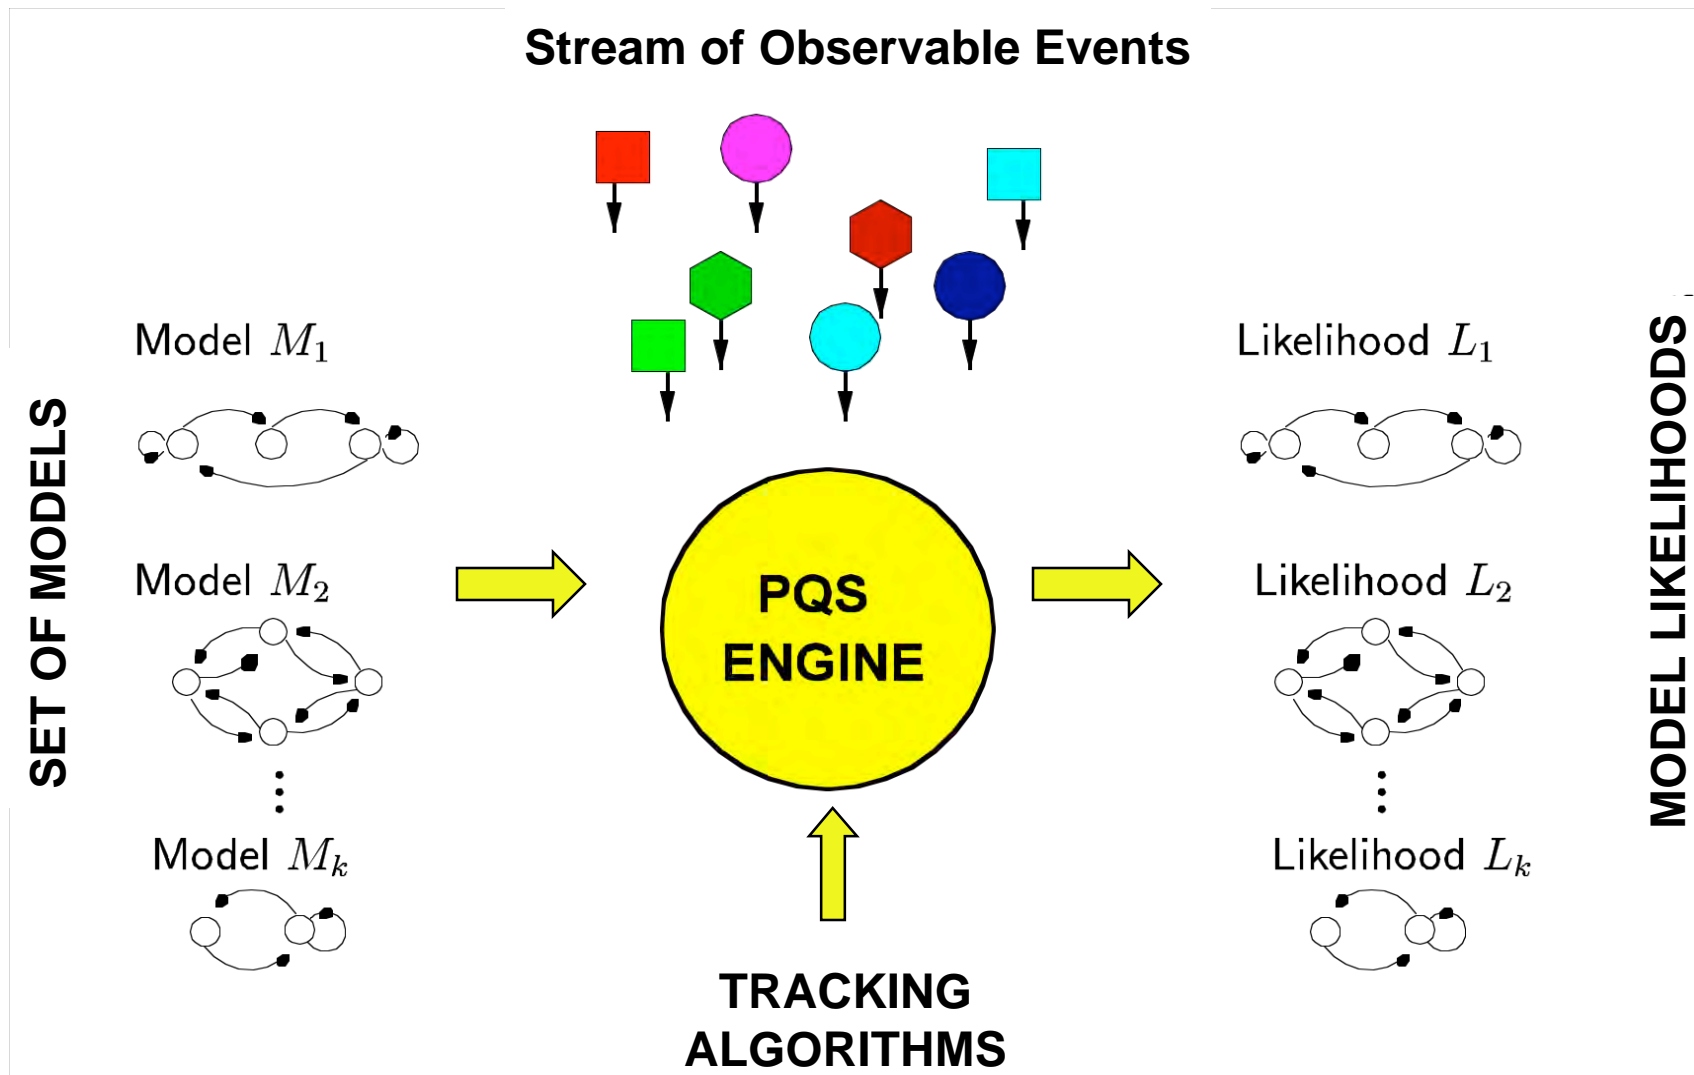 Stream of Observable Events
SET OF MODELS
Model M₁
Model M₂
Model Mₖ
PQS
ENGINE
TRACKING
ALGORITHMS
Likelihood L₁
Likelihood L₂
Likelihood Lₖ
MODEL LIKELIHOODS